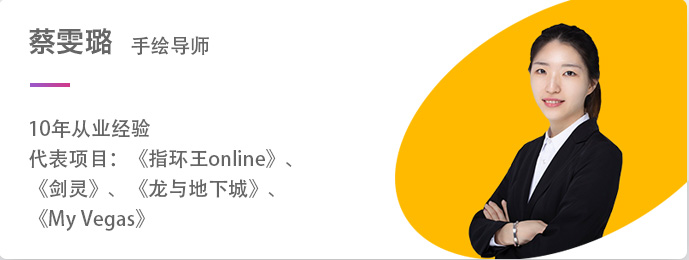 蔡雯璐 手绘导师
10年从业经验
代表项目：《指环王online》、
《剑灵》、《龙与地下城》、
《My Vegas》